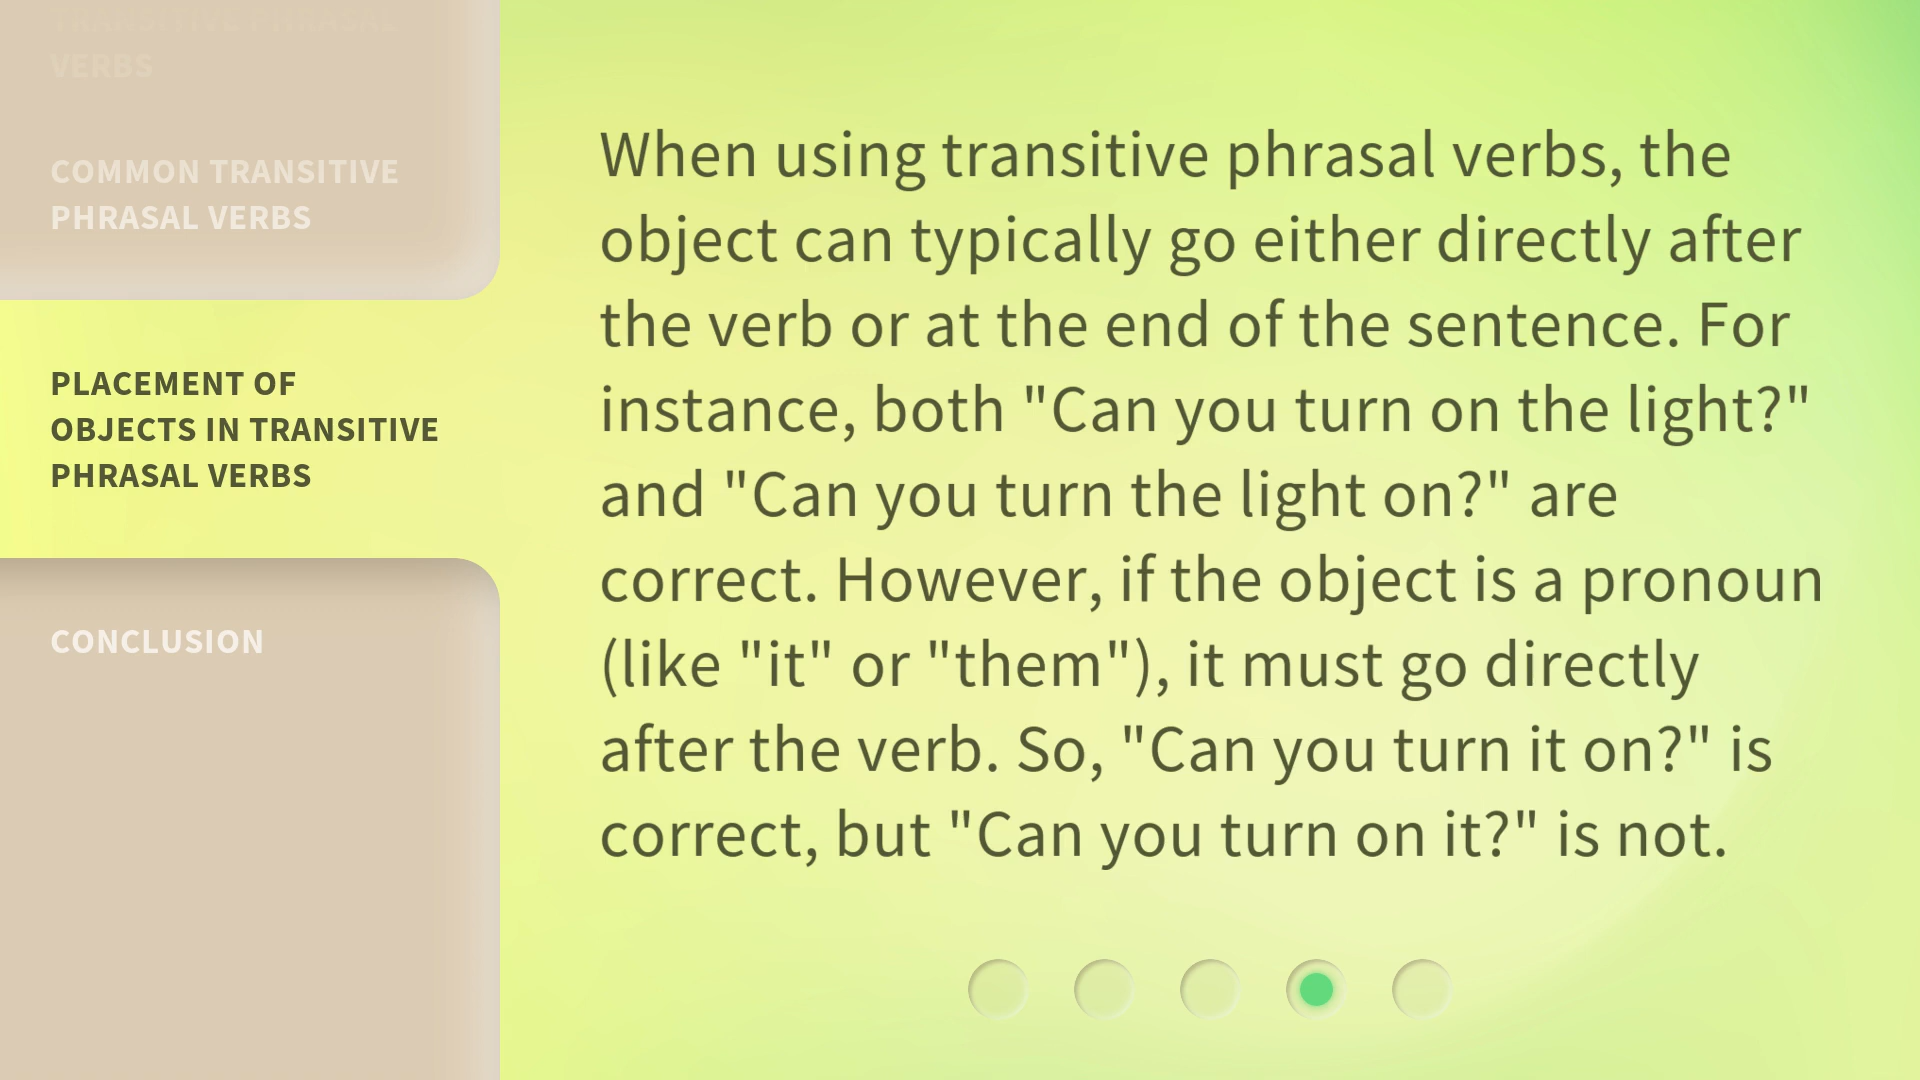 TRANSITIVE PHRASAL
VERBS
COMMON TRANSITIVE
PHRASAL VERBS
PLACEMENT OF
OBJECTS IN TRANSITIVE
PHRASAL VERBS
CONCLUSION
When using transitive phrasal verbs, the
object can typically go either directly after
the verb or at the end of the sentence. For
instance, both "Can you turn on the light?"
and "Can you turn the light on?" are
correct. However, if the object is a pronoun
(like "it" or "them"), it must go directly
after the verb. So, "Can you turn it on?" is
correct, but "Can you turn on it?" is not.